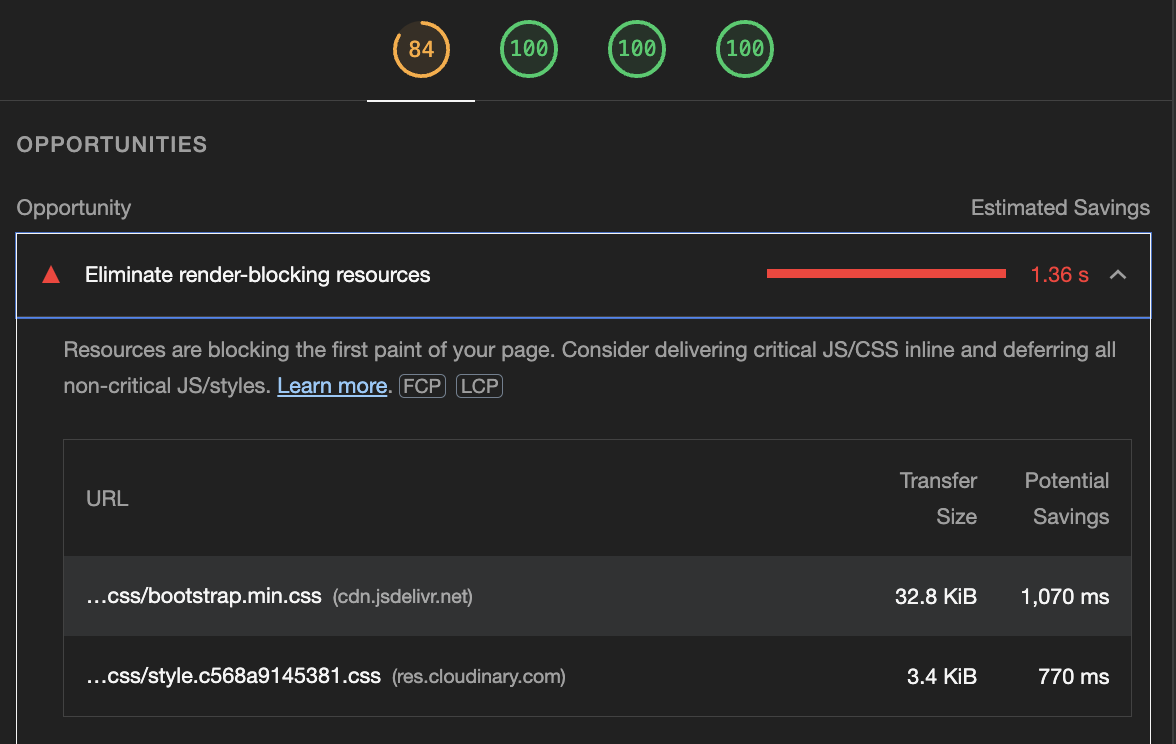 84 100 100 100
OPPORTUNITIES
Opportunity Estimated Savings
Eliminate render-blocking resources 1.36 s
Resources are blocking the first paint of your page. Consider delivering critical JS/CSS inline and deferring all
non-critical JS/styles. Learn more. FCP LCP
URL Transfer Size Potential Savings
…css/bootstrap.min.css (cdn.jsdelivr.net) 32.8 KiB 1,070 ms
…css/style.c568a9145381.css (res.cloudinary.com) 3.4 KiB 770 ms